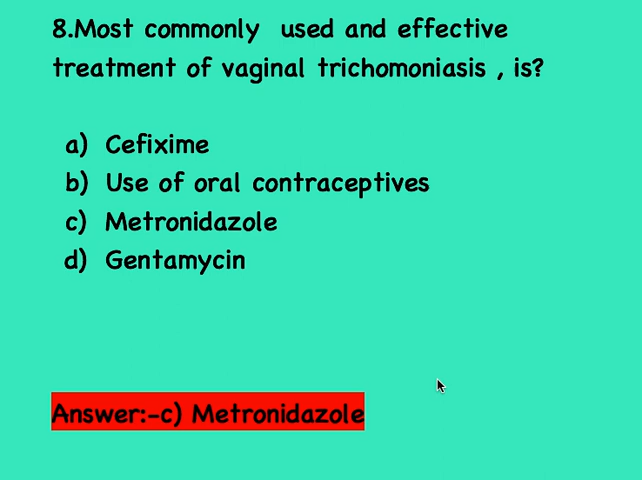 8.Most commonly  used and effective
treatment of vaginal trichomoniasis , is?
a) Cefixime
b) Use of oral contraceptives
c) Metronidazole
d) Gentamycin
Answer:-c) Metronidazole